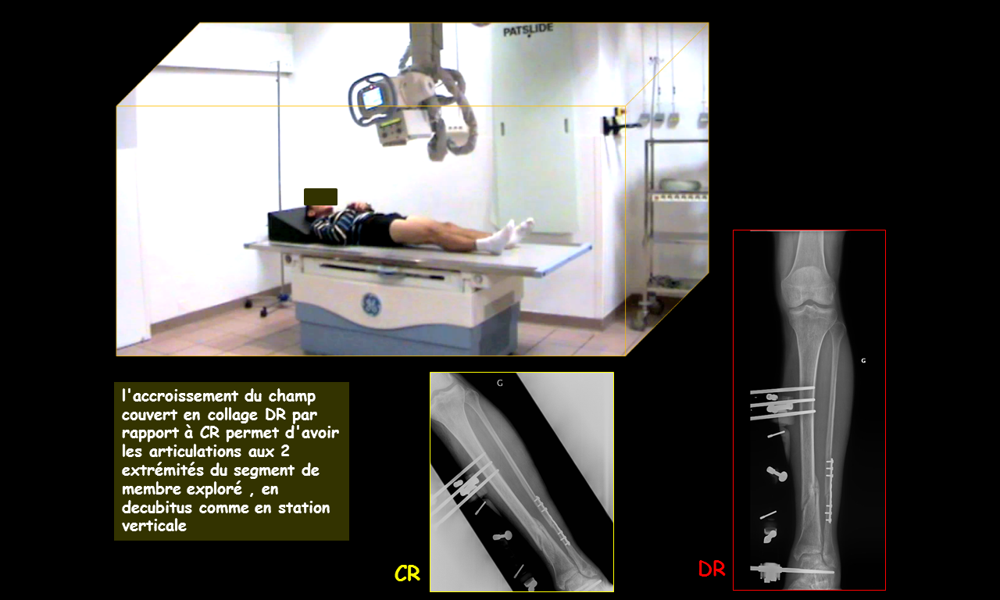 PATSLIDE
l'accroissement du champ
couvert en collage DR par
rapport à CR permet d'avoir
les articulations aux 2
extrémités du segment de
membre exploré , en
decubitus comme en station
verticale
G
CR
G
DR